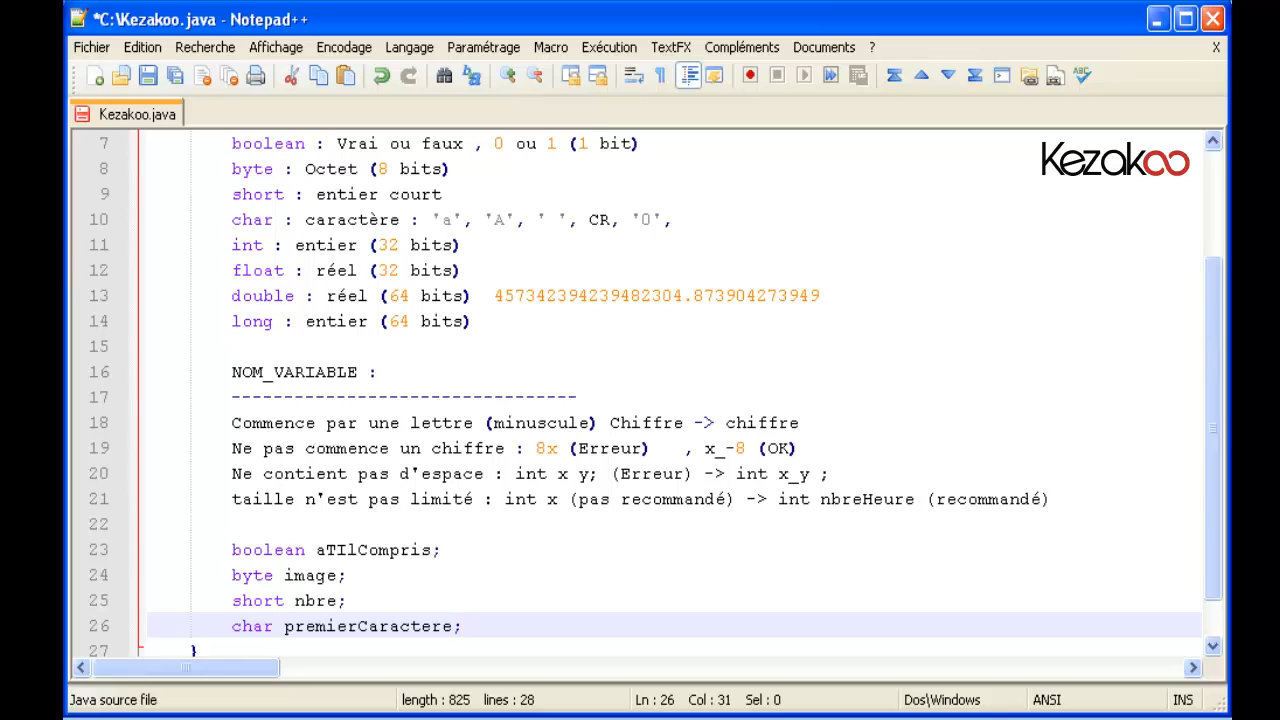 *C:\Kezakoo.java - Notepad++
Fichier Edition Recherche Affichage Encodage Langage Paramétrage Macro Exécution TextFX Compléments Documents ? X
Kezakoo.java
Kezakoo
7 boolean : Vrai ou faux , 0 ou 1 (1 bit)
8 byte : Octet (8 bits)
9 short : entier court
10 char : caractère : 'a', 'A', ' ', CR, '0',
11 int : entier (32 bits)
12 float : réel (32 bits)
13 double : réel (64 bits) 457342394239482304.873904273949
14 long : entier (64 bits)
15
16 NOM_VARIABLE :
17 ---------------------------------
18 Commence par une lettre (minuscule) Chiffre -> chiffre
19 Ne pas commence un chiffre : 8x (Erreur) , x_-8 (OK)
20 Ne contient pas d'espace : int x y; (Erreur) -> int x_y ;
21 taille n'est pas limité : int x (pas recommandé) -> int nbreHeure (recommandé)
22
23 boolean aTIlCompris;
24 byte image;
25 short nbre;
26 char premierCaractere;
27 }
Java source file length : 825 lines : 28 Ln : 26 Col : 31 Sel : 0 Dos\Windows ANSI INS